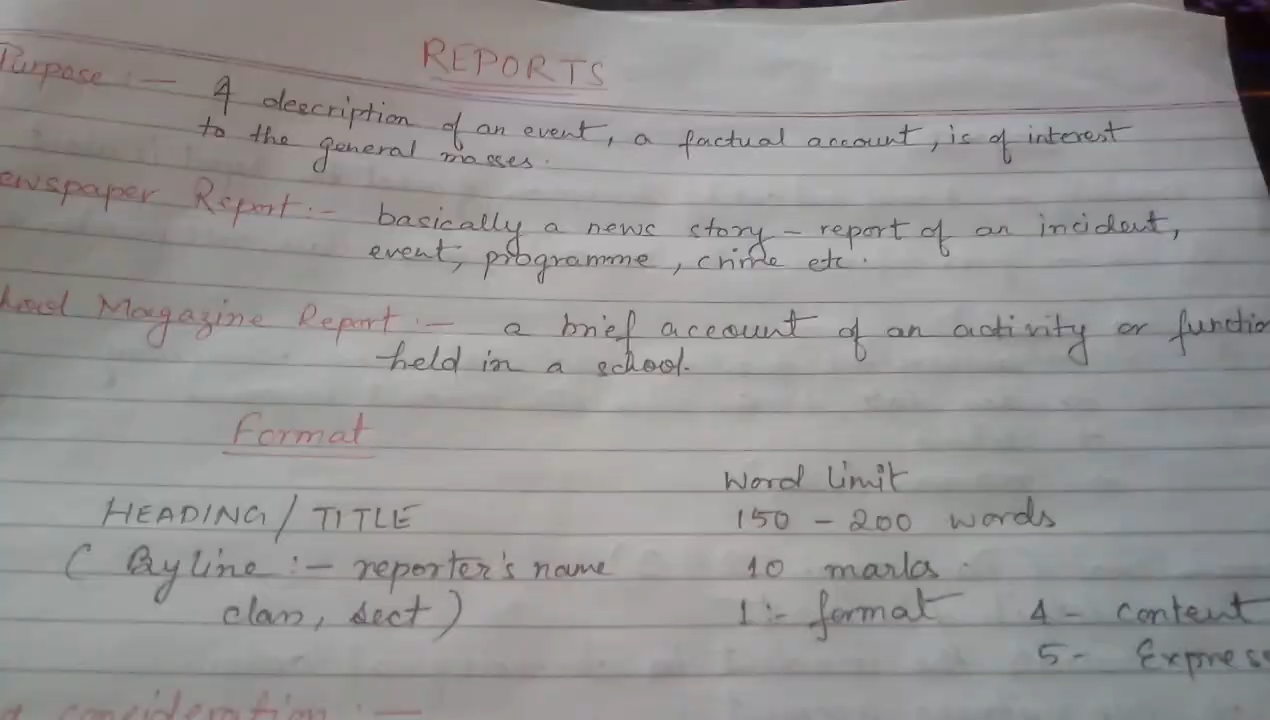 REPORTS
Purpose :- A description of an event, a factual account, is of interest
to the general masses.
ewspaper Report :- basically a news story - report of an incident,
event, programme, crime etc.
Magazine Report :- a brief account of an activity or functio
held in a school.
Format
Word limit
HEADING / TITLE 150 - 200 words
( Byline :- reporter's name 10 marks.
class, sect ) 1 :- format 4 - content
5 - Express
consideration :-